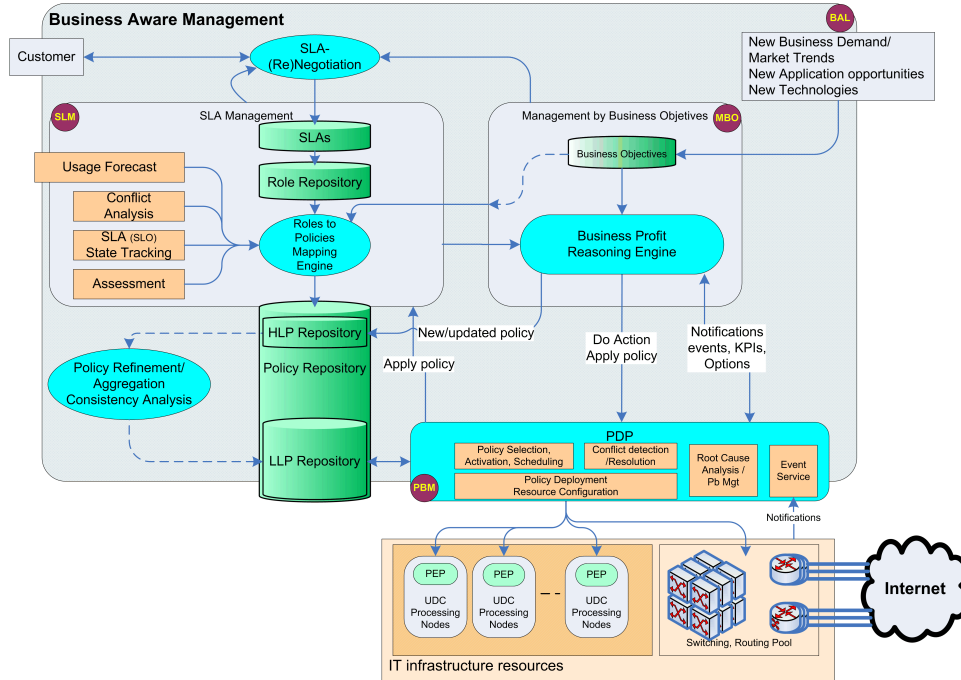 Business Aware Management
BAL
Customer
SLA-
(Re)Negotiation
New Business Demand/
Market Trends
New Application opportunities
New Technologies
SLM
SLA Management
Management by Business Objetives
MBO
SLAs
Business Objectives
Usage Forecast
Role Repository
Conflict
Analysis
Roles to
Policies
Mapping
Engine
SLA (SLO)
State Tracking
Business Profit
Reasoning Engine
Assessment
HLP Repository
New/updated policy
Do Action
Apply policy
Notifications
events, KPIs,
Options
Policy Repository
Apply policy
Policy Refinement/
Aggregation
Consistency Analysis
LLP Repository
PDP
Policy Selection,
Activation, Scheduling
Conflict detection
/Resolution
Root Cause
Analysis /
Pb Mgt
Event
Service
Policy Deployment
Resource Configuration
PBM
Notifications
PEP
UDC
Processing
Nodes
PEP
UDC
Processing
Nodes
PEP
UDC
Processing
Nodes
Switching, Routing Pool
Internet
IT infrastructure resources